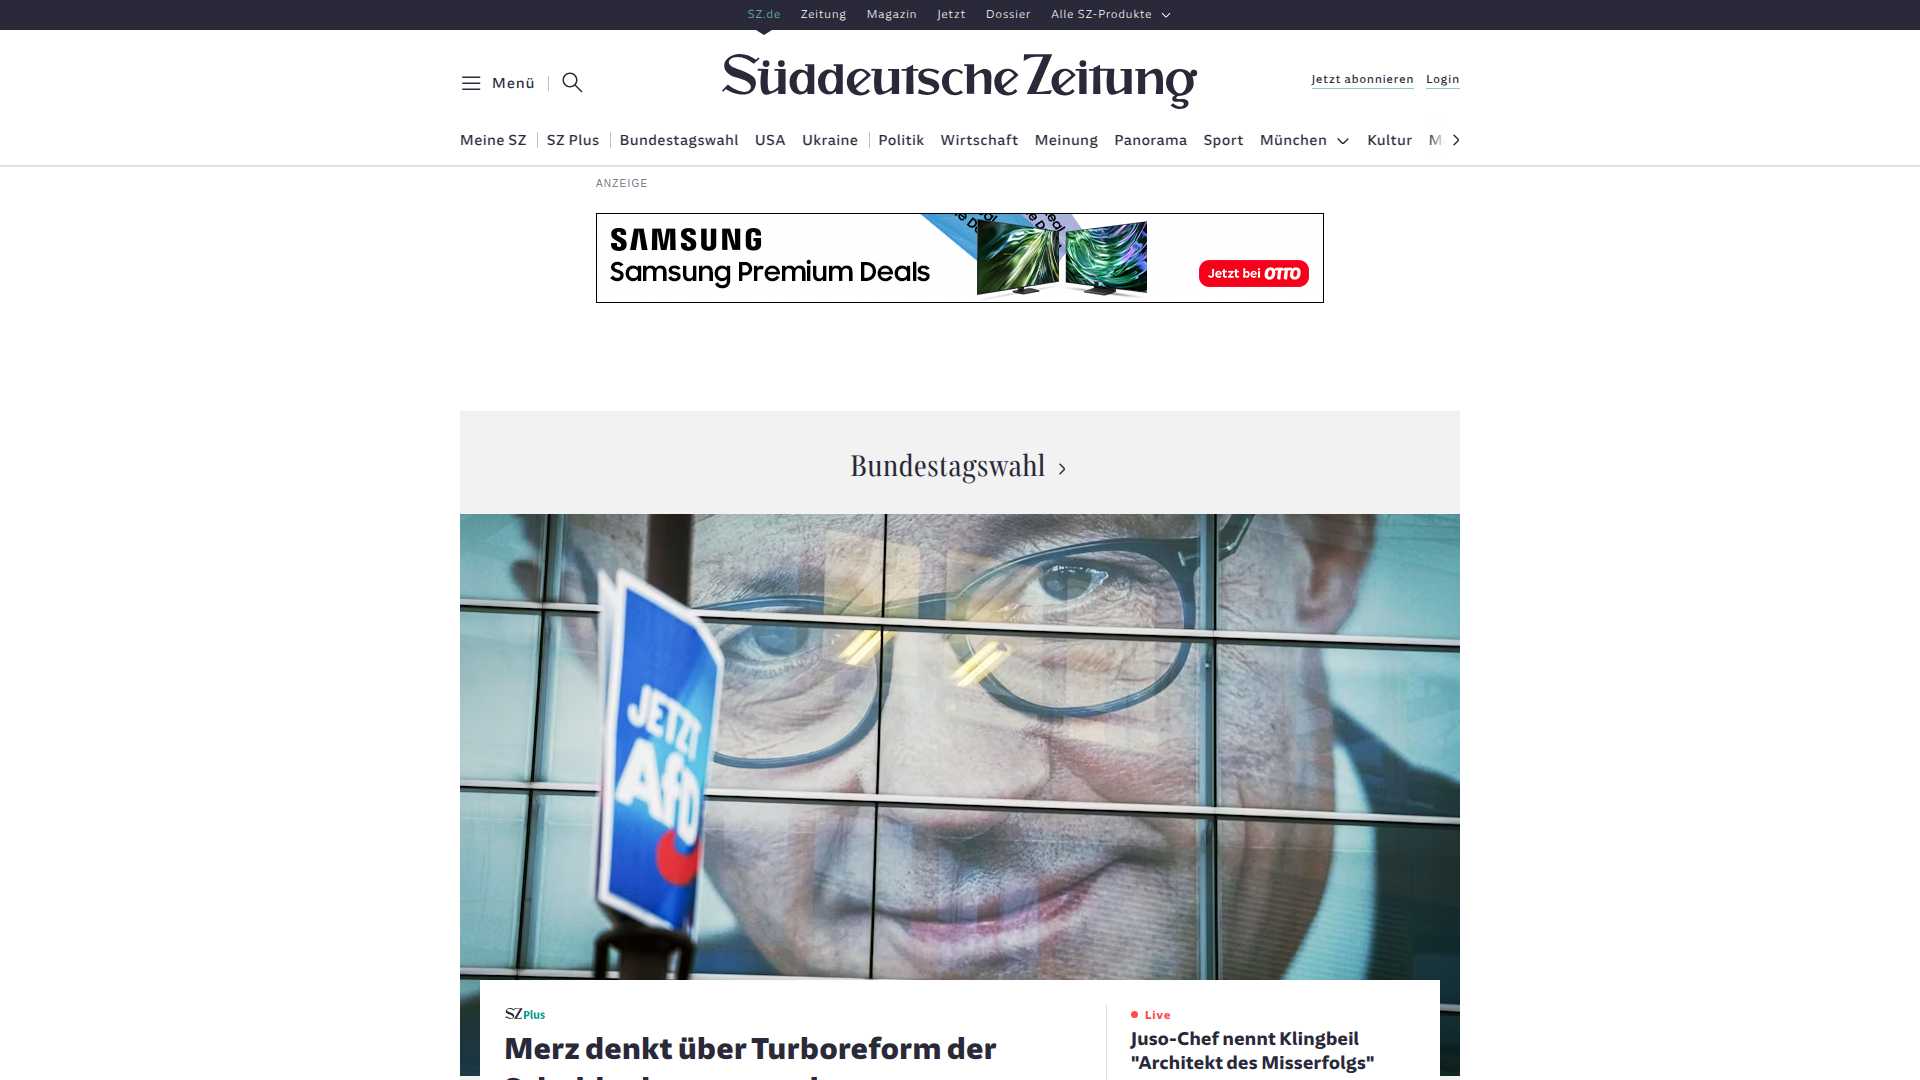 SZ.de Zeitung Magazin Jetzt Dossier Alle SZ-Produkte
Menü
Süddeutsche Zeitung
Jetzt abonnieren Login
Meine SZ SZ Plus Bundestagswahl USA Ukraine Politik Wirtschaft Meinung Panorama Sport München Kultur M
ANZEIGE
SAMSUNG
Samsung Premium Deals
Jetzt bei OTTO
Bundestagswahl
JETZT
AfD
SZ Plus
Merz denkt über Turboreform der
Live
Juso-Chef nennt Klingbeil
"Architekt des Misserfolgs"